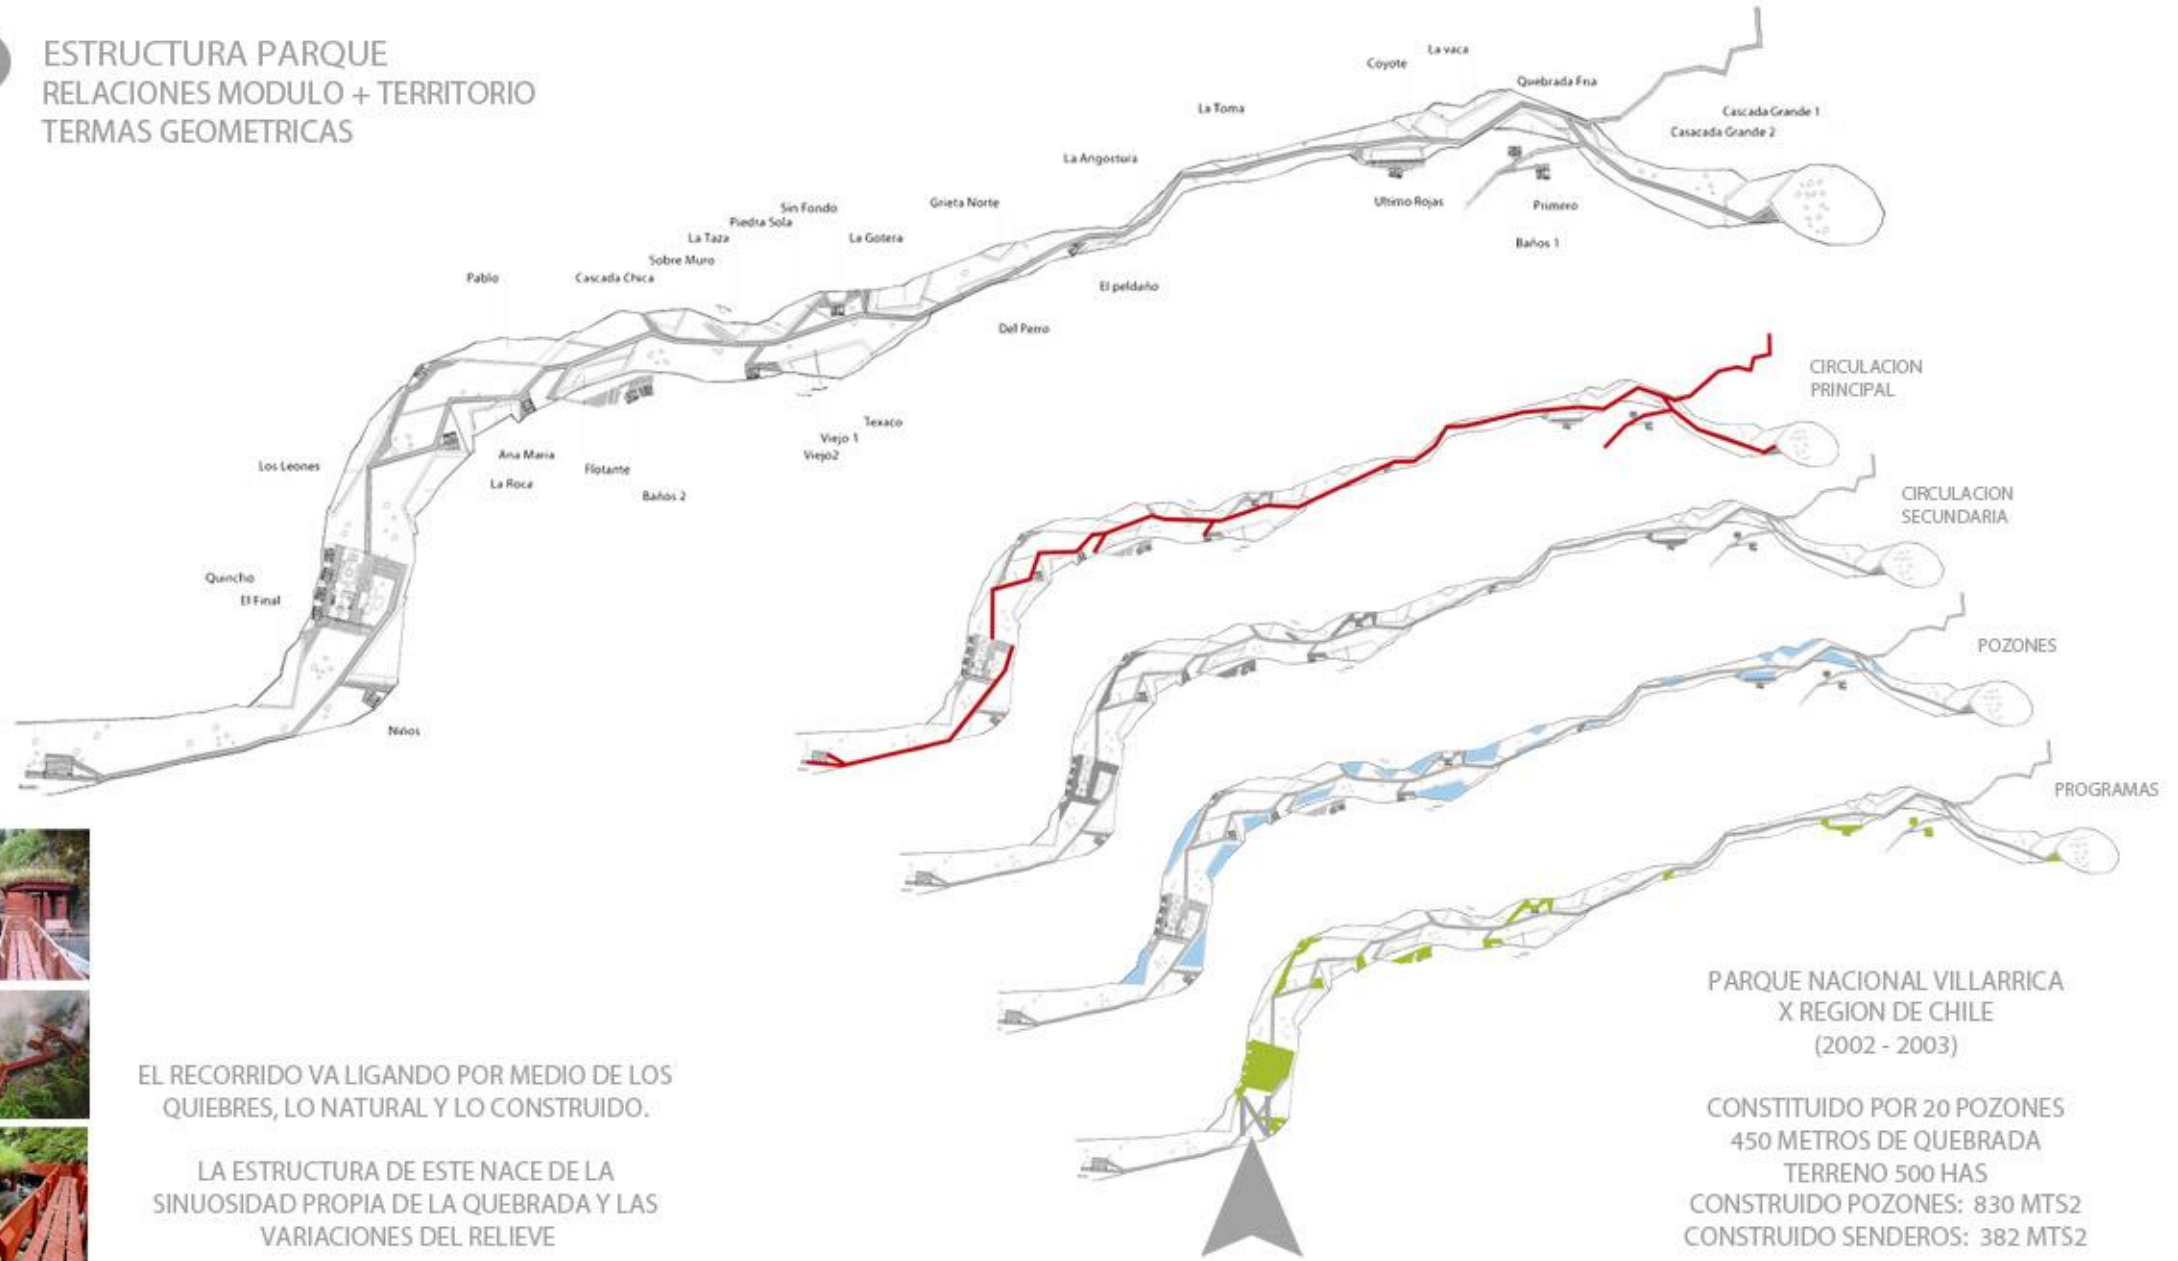 ESTRUCTURA PARQUE
RELACIONES MODULO + TERRITORIO
TERMAS GEOMETRICAS
La vaca
Coyote
Quebrada Fria
La Toma
Cascada Grande 1
Casacada Grande 2
La Angostura
Ultimo Rojas
Primero
Baños 1
Grieta Norte
Sin Fondo
Piedra Sola
La Taza
La Gotera
Sobre Muro
Cascada Chica
Pablo
El peldaño
Del Perro
Texaco
Viejo 1
Viejo2
Ana Maria
La Roca
Flotante
Baños 2
Los Leones
Quincho
El Final
Niños
CIRCULACION
PRINCIPAL
CIRCULACION
SECUNDARIA
POZONES
PROGRAMAS
EL RECORRIDO VA LIGANDO POR MEDIO DE LOS
QUIEBRES, LO NATURAL Y LO CONSTRUIDO.
LA ESTRUCTURA DE ESTE NACE DE LA
SINUOSIDAD PROPIA DE LA QUEBRADA Y LAS
VARIACIONES DEL RELIEVE
PARQUE NACIONAL VILLARRICA
X REGION DE CHILE
(2002 - 2003)
CONSTITUIDO POR 20 POZONES
450 METROS DE QUEBRADA
TERRENO 500 HAS
CONSTRUIDO POZONES: 830 MTS2
CONSTRUIDO SENDEROS: 382 MTS2